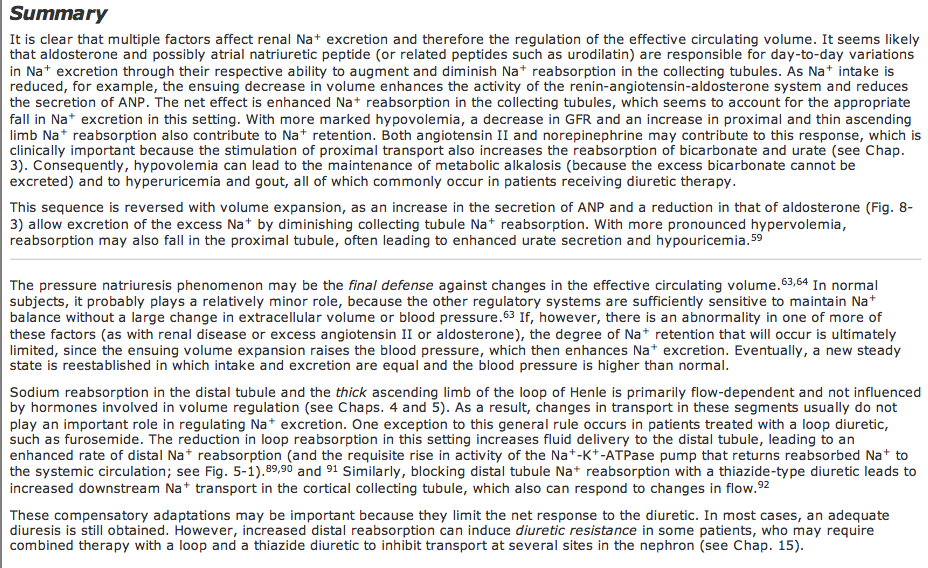 Summary
It is clear that multiple factors affect renal Na⁺ excretion and therefore the regulation of the effective circulating volume. It seems likely
that aldosterone and possibly atrial natriuretic peptide (or related peptides such as urodilatin) are responsible for day-to-day variations
in Na⁺ excretion through their respective ability to augment and diminish Na⁺ reabsorption in the collecting tubules. As Na⁺ intake is
reduced, for example, the ensuing decrease in volume enhances the activity of the renin-angiotensin-aldosterone system and reduces
the secretion of ANP. The net effect is enhanced Na⁺ reabsorption in the collecting tubules, which seems to account for the appropriate
fall in Na⁺ excretion in this setting. With more marked hypovolemia, a decrease in GFR and an increase in proximal and thin ascending
limb Na⁺ reabsorption also contribute to Na⁺ retention. Both angiotensin II and norepinephrine may contribute to this response, which is
clinically important because the stimulation of proximal transport also increases the reabsorption of bicarbonate and urate (see Chap.
3). Consequently, hypovolemia can lead to the maintenance of metabolic alkalosis (because the excess bicarbonate cannot be
excreted) and to hyperuricemia and gout, all of which commonly occur in patients receiving diuretic therapy.
This sequence is reversed with volume expansion, as an increase in the secretion of ANP and a reduction in that of aldosterone (Fig. 8-
3) allow excretion of the excess Na⁺ by diminishing collecting tubule Na⁺ reabsorption. With more pronounced hypervolemia,
reabsorption may also fall in the proximal tubule, often leading to enhanced urate secretion and hypouricemia.⁵⁹
The pressure natriuresis phenomenon may be the final defense against changes in the effective circulating volume.⁶³,⁶⁴ In normal
subjects, it probably plays a relatively minor role, because the other regulatory systems are sufficiently sensitive to maintain Na⁺
balance without a large change in extracellular volume or blood pressure.⁶³ If, however, there is an abnormality in one of more of
these factors (as with renal disease or excess angiotensin II or aldosterone), the degree of Na⁺ retention that will occur is ultimately
limited, since the ensuing volume expansion raises the blood pressure, which then enhances Na⁺ excretion. Eventually, a new steady
state is reestablished in which intake and excretion are equal and the blood pressure is higher than normal.
Sodium reabsorption in the distal tubule and the thick ascending limb of the loop of Henle is primarily flow-dependent and not influenced
by hormones involved in volume regulation (see Chaps. 4 and 5). As a result, changes in transport in these segments usually do not
play an important role in regulating Na⁺ excretion. One exception to this general rule occurs in patients treated with a loop diuretic,
such as furosemide. The reduction in loop reabsorption in this setting increases fluid delivery to the distal tubule, leading to an
enhanced rate of distal Na⁺ reabsorption (and the requisite rise in activity of the Na⁺-K⁺-ATPase pump that returns reabsorbed Na⁺ to
the systemic circulation; see Fig. 5-1).⁸⁹,⁹⁰ and ⁹¹ Similarly, blocking distal tubule Na⁺ reabsorption with a thiazide-type diuretic leads to
increased downstream Na⁺ transport in the cortical collecting tubule, which also can respond to changes in flow.⁹²
These compensatory adaptations may be important because they limit the net response to the diuretic. In most cases, an adequate
diuresis is still obtained. However, increased distal reabsorption can induce diuretic resistance in some patients, who may require
combined therapy with a loop and a thiazide diuretic to inhibit transport at several sites in the nephron (see Chap. 15).